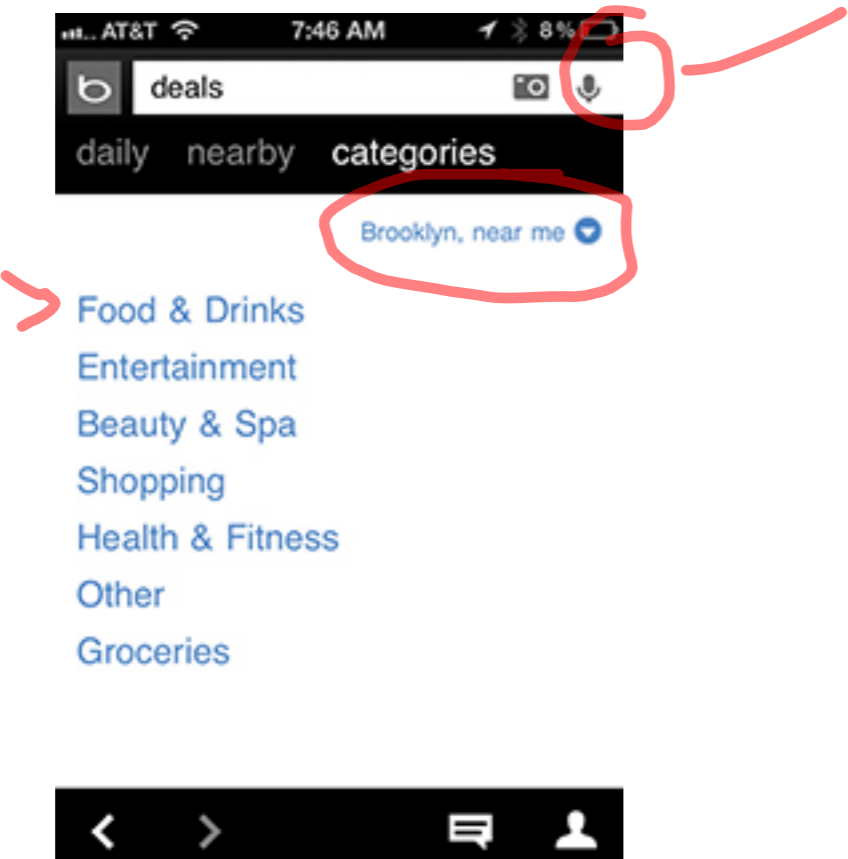 AT&T 7:46 AM 8%
b deals
daily nearby categories
Brooklyn, near me
Food & Drinks
Entertainment
Beauty & Spa
Shopping
Health & Fitness
Other
Groceries